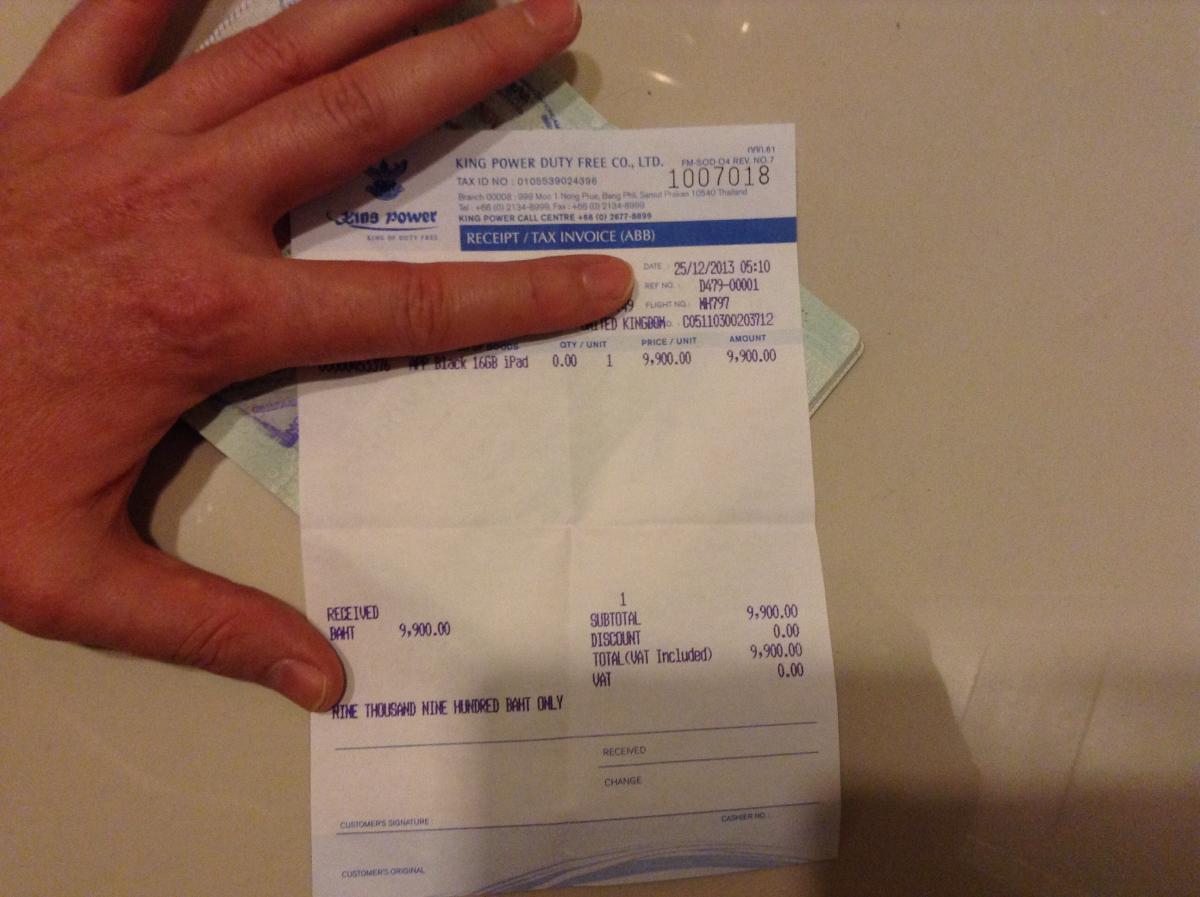 KING POWER DUTY FREE CO., LTD.
FM-SOD-04 REV. NO.7
TAX ID NO : 0105539024396
1007018
Branch 00008 : 999 Moo 1 Nong Prue, Bang Phli, Samut Prakan 10540 Thailand
Tel : +66 (0) 2134-8999, Fax : +66 (0) 2134-8999
KING POWER CALL CENTRE +66 (0) 2677-8899
King Power
KING OF DUTY FREE
RECEIPT / TAX INVOICE (ABB)
DATE : 25/12/2013 05:10
REF NO. : D479-00001
FLIGHT NO.: MH797
UNITED KINGDOM C05110300203712
QTY / UNIT PRICE / UNIT AMOUNT
APP Black 16GB iPad 0.00 1 9,900.00 9,900.00
1
RECEIVED SUBTOTAL 9,900.00
BAHT 9,900.00 DISCOUNT 0.00
TOTAL(VAT Included) 9,900.00
VAT 0.00
NINE THOUSAND NINE HUNDRED BAHT ONLY
RECEIVED
CHANGE
CUSTOMER'S SIGNATURE : CASHIER NO. :
CUSTOMER'S ORIGINAL